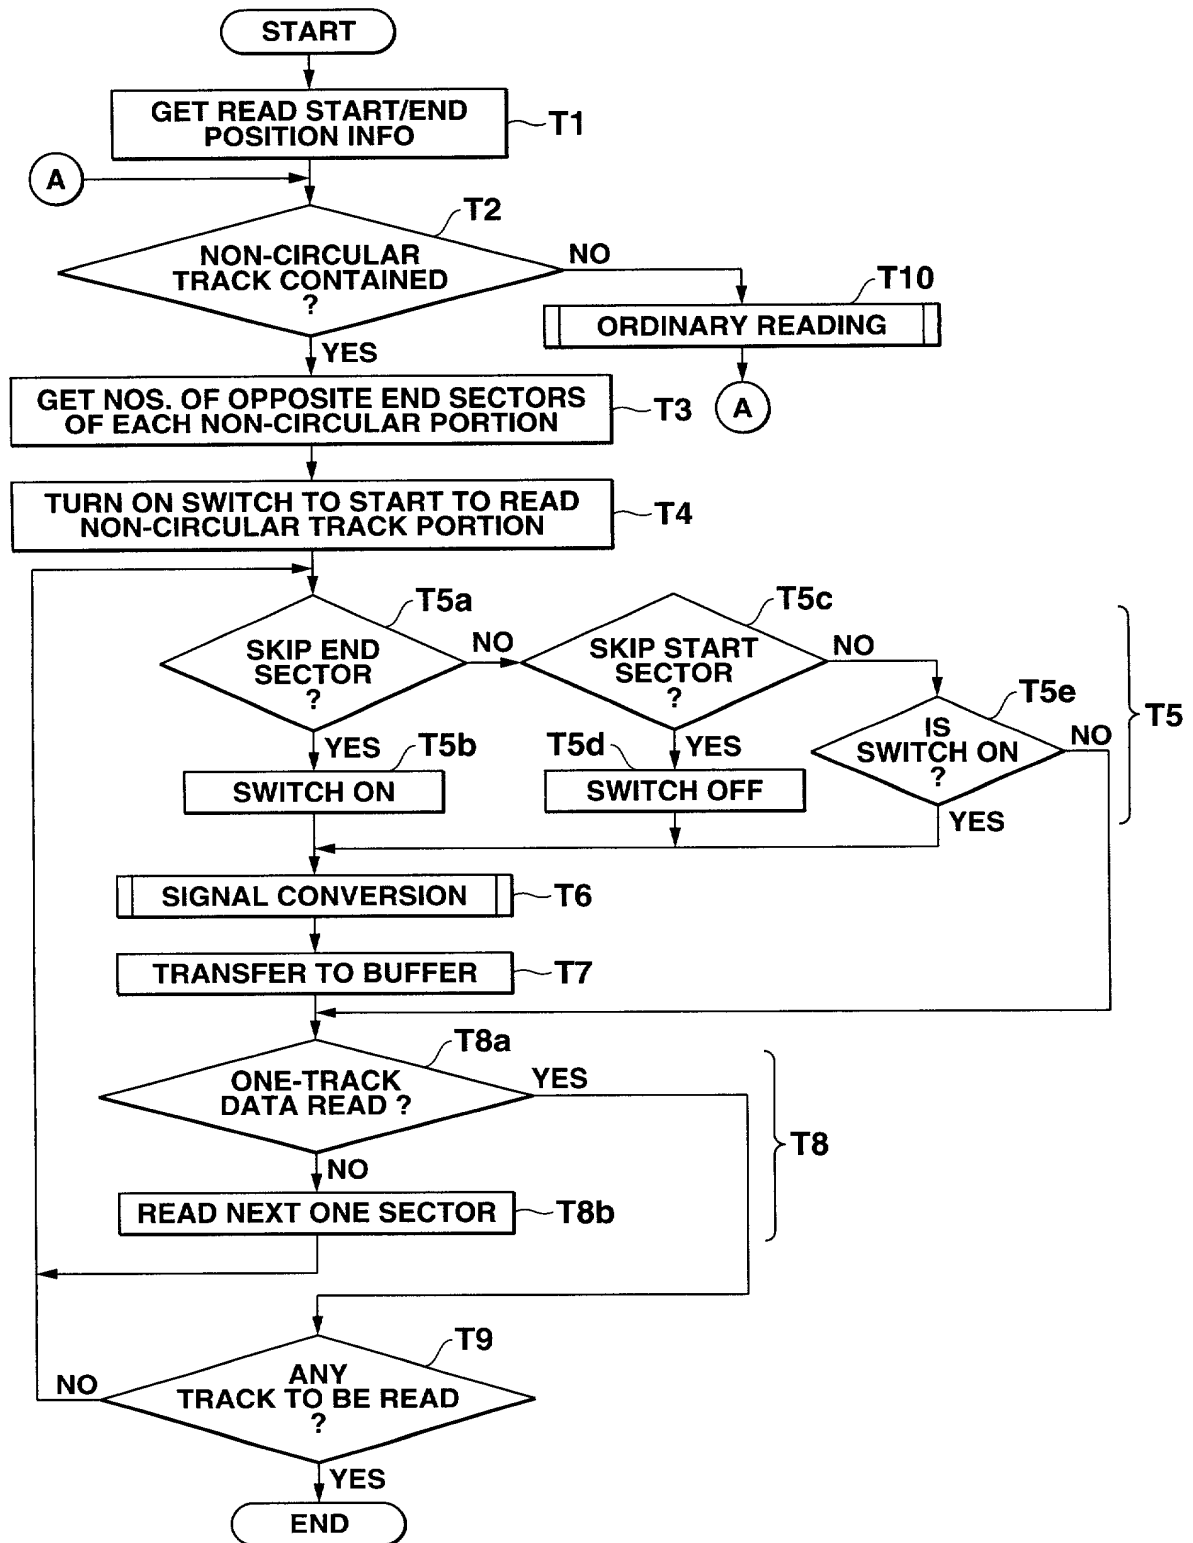 START
GET READ START/END
POSITION INFO
T1
A
T2
NON-CIRCULAR
TRACK CONTAINED
?
NO
T10
ORDINARY READING
YES
A
GET NOS. OF OPPOSITE END SECTORS
OF EACH NON-CIRCULAR PORTION
T3
TURN ON SWITCH TO START TO READ
NON-CIRCULAR TRACK PORTION
T4
T5a
SKIP END
SECTOR
?
NO
T5c
SKIP START
SECTOR
?
NO
T5e
IS
SWITCH ON
?
NO
T5
YES
T5b
SWITCH ON
T5d
YES
SWITCH OFF
YES
SIGNAL CONVERSION
T6
TRANSFER TO BUFFER
T7
T8a
ONE-TRACK
DATA READ ?
YES
T8
NO
READ NEXT ONE SECTOR
T8b
T9
ANY
TRACK TO BE READ
?
NO
YES
END